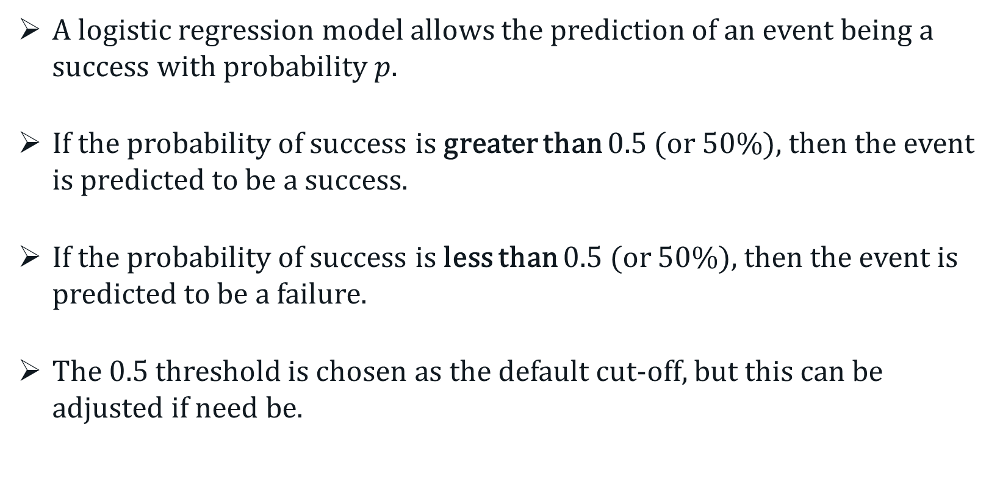 ➢ A logistic regression model allows the prediction of an event being a
success with probability p.
➢ If the probability of success is greater than 0.5 (or 50%), then the event
is predicted to be a success.
➢ If the probability of success is less than 0.5 (or 50%), then the event is
predicted to be a failure.
➢ The 0.5 threshold is chosen as the default cut-off, but this can be
adjusted if need be.